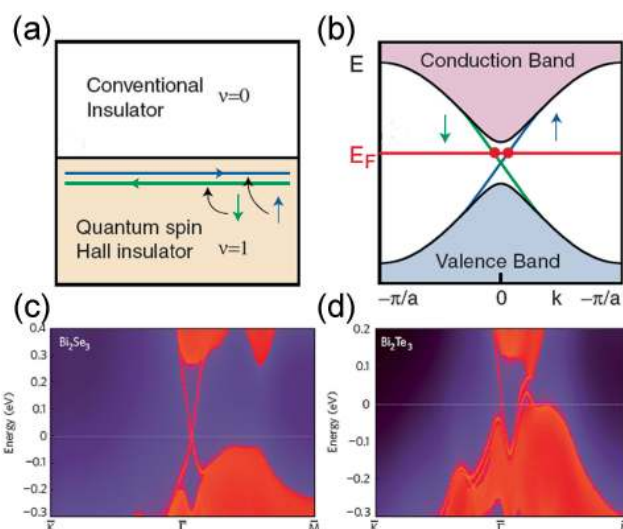 (a)
Conventional
Insulator ν=0
Quantum spin
Hall insulator ν=1
(b)
E
Conduction Band
E_F
Valence Band
−π/a 0 k −π/a
(c)
Bi₂Se₃
Energy (eV)
0.4
0.3
0.2
0.1
0
−0.1
−0.2
−0.3
K̅ Γ̅ M̅
(d)
Bi₂Te₃
Energy (eV)
0.2
0.1
0
−0.1
−0.2
−0.3
K̅ Γ̅